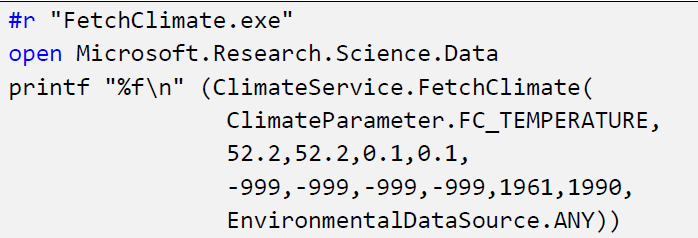 #r "FetchClimate.exe"
open Microsoft.Research.Science.Data
printf "%f\n" (ClimateService.FetchClimate(
ClimateParameter.FC_TEMPERATURE,
52.2,52.2,0.1,0.1,
-999,-999,-999,-999,1961,1990,
EnvironmentalDataSource.ANY))